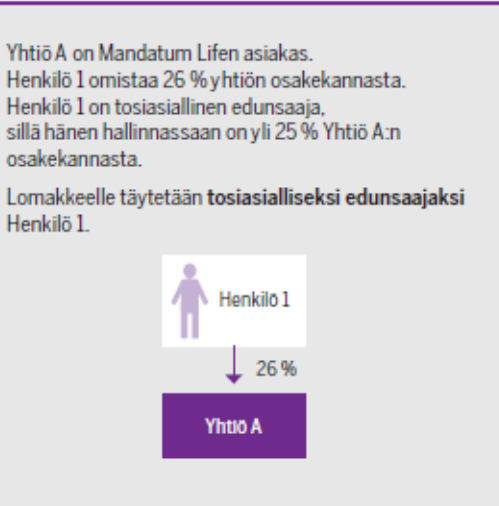 Yhtiö A on Mandatum Lifen asiakas.
Henkilö 1 omistaa 26 % yhtiön osakekannasta.
Henkilö 1 on tosiasiallinen edunsaaja,
sillä hänen hallinnassaan on yli 25 % Yhtiö A:n
osakekannasta.
Lomakkeelle täytetään tosiasialliseksi edunsaajaksi
Henkilö 1.
Henkilö 1
26 %
Yhtiö A